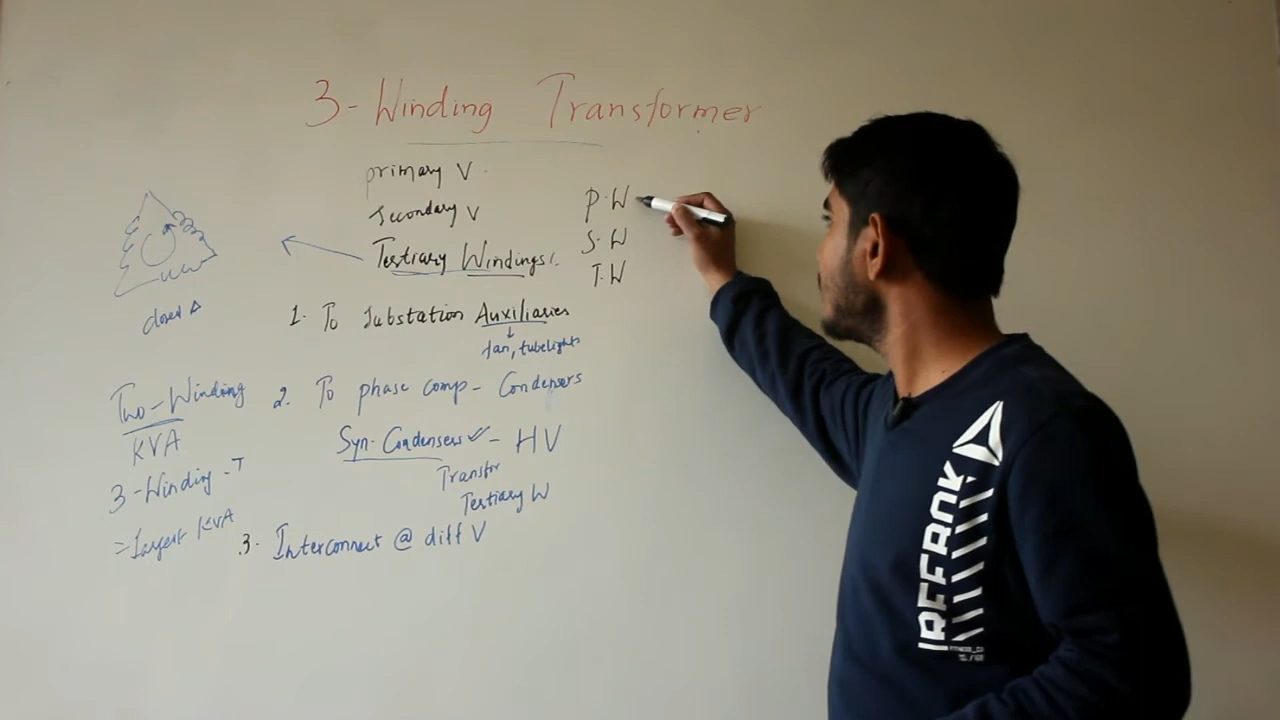 3-Winding Transformer
primary V
secondary V
Tertiary Windings:
P.W
S.W
T.W
closed Δ
1. To Substation Auxiliaries
↓
fan, tubelights
2. To phase comp- Condensers
Syn. Condensers ✓ - HV
Transfor
Tertiary W
3. Interconnect @ diff V
Two-Winding
KVA
3-Winding -T
= Largest KVA
REEBOK